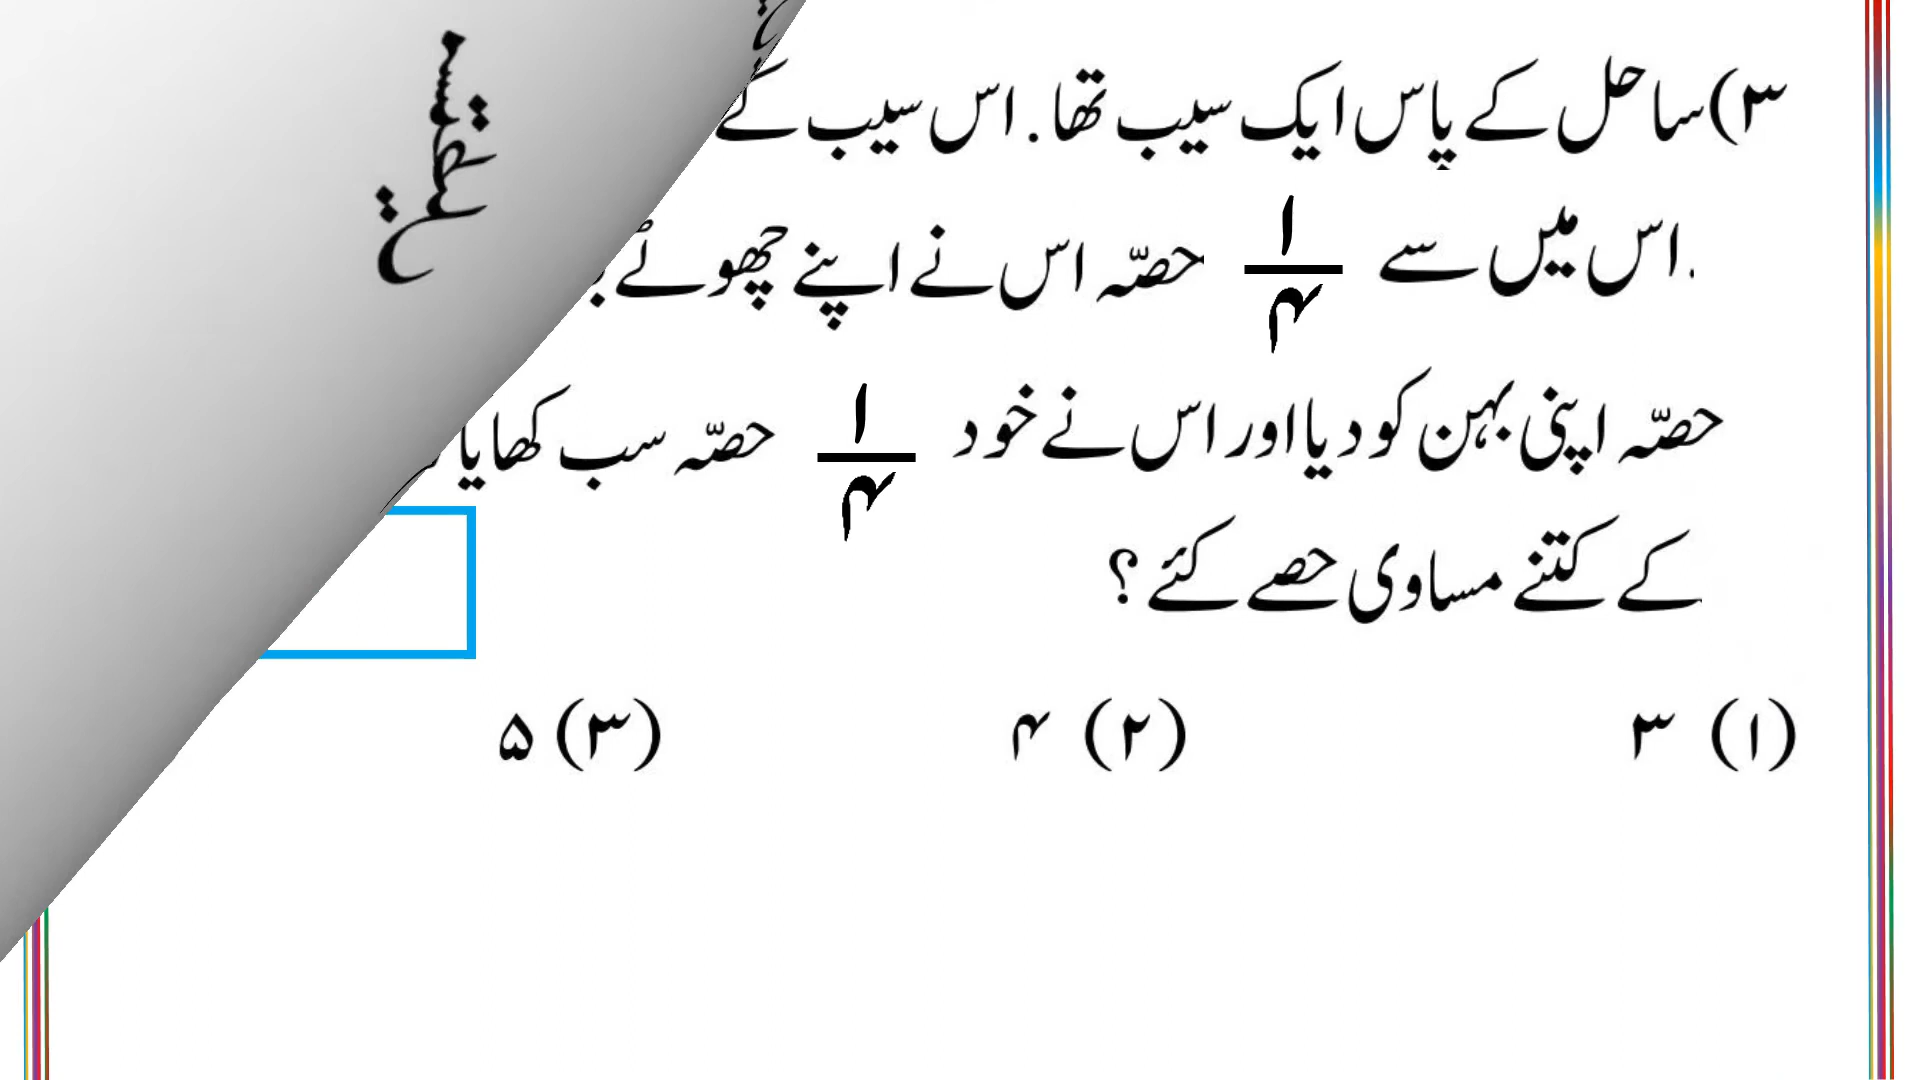 ۳) ساحل کے پاس ایک سیب تھا. اس سیب کے
.اس میں سے ۱/۴ حصّہ اس نے اپنے چھوٹے
حصّہ اپنی بہن کو دیا اور اس نے خود ۱/۴ حصّہ سب کھایا
کے کتنے مساوی حصے کئے ؟
(۱) ۳ (۲) ۴ (۳) ۵